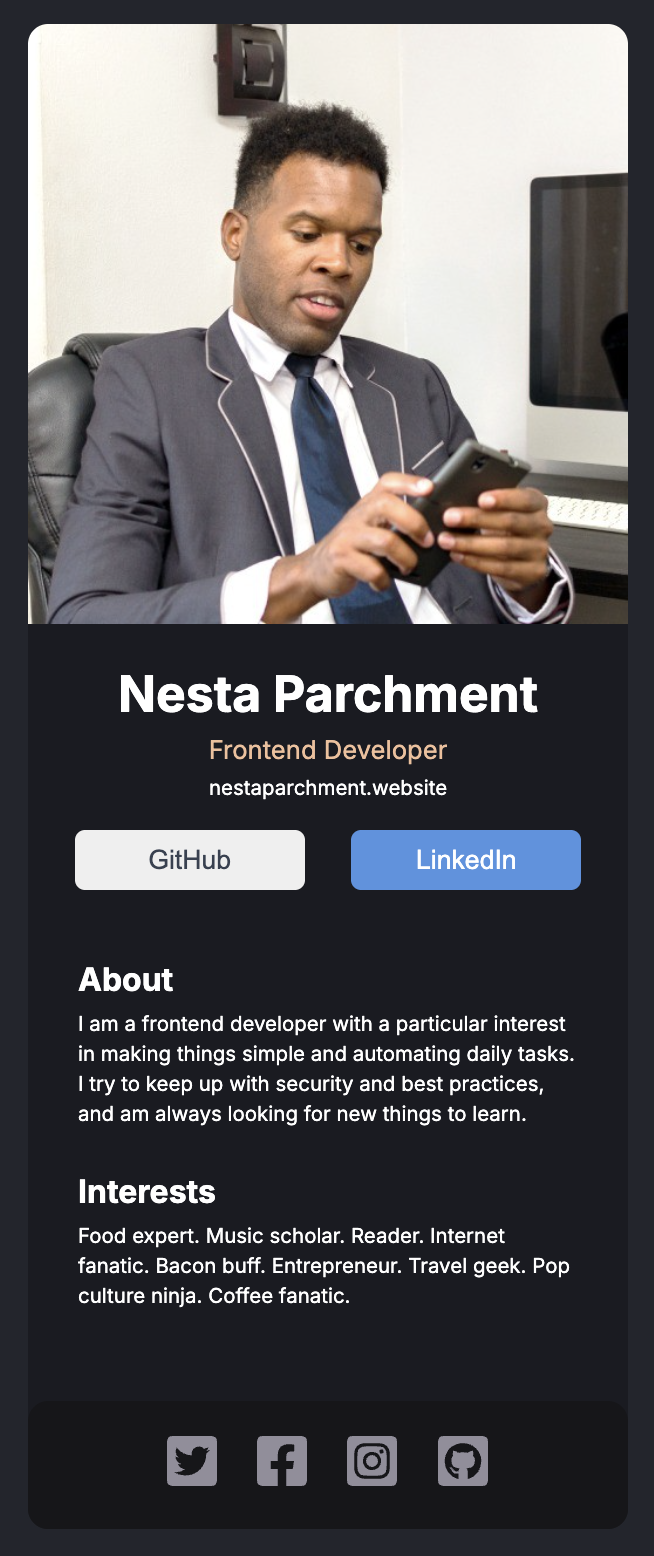 Nesta Parchment
Frontend Developer
nestaparchment.website
GitHub
LinkedIn
About
I am a frontend developer with a particular interest
in making things simple and automating daily tasks.
I try to keep up with security and best practices,
and am always looking for new things to learn.
Interests
Food expert. Music scholar. Reader. Internet
fanatic. Bacon buff. Entrepreneur. Travel geek. Pop
culture ninja. Coffee fanatic.